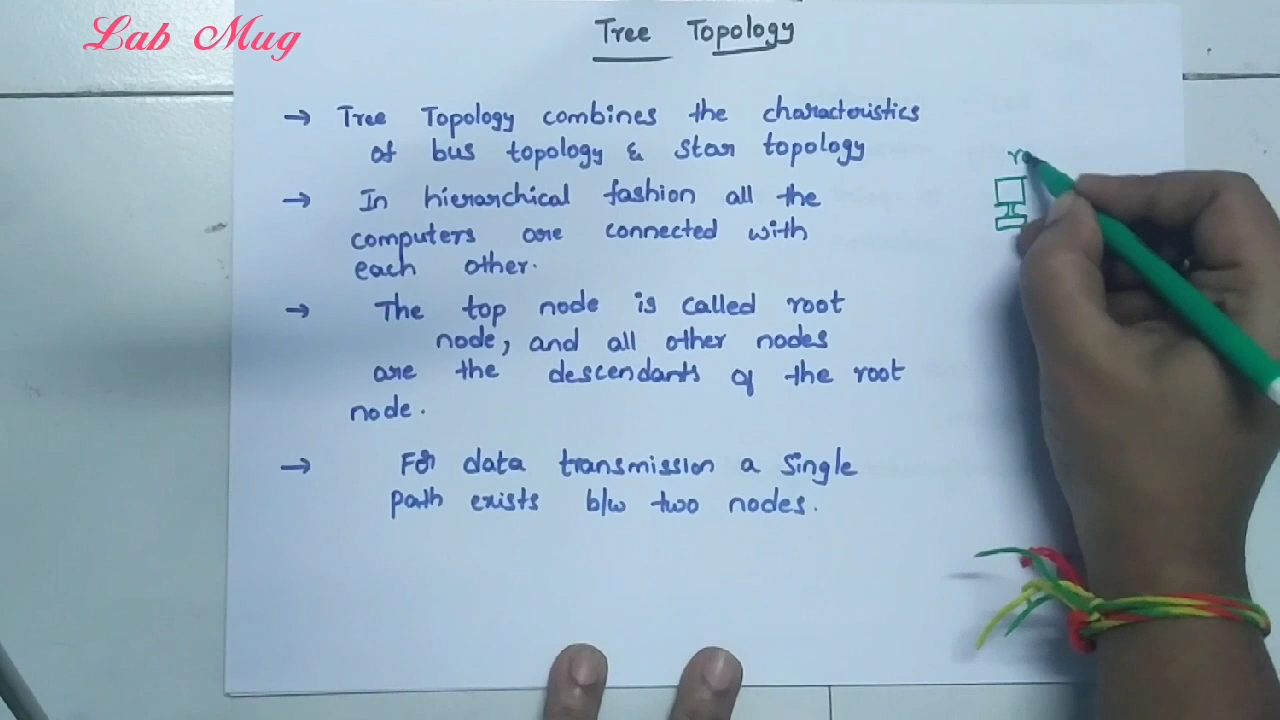 Lab Mug
Tree Topology
→ Tree Topology combines the characteristics
of bus topology & star topology
→ In hierarchical fashion all the
computers are connected with
each other.
→ The top node is called root
node, and all other nodes
are the descendants of the root
node.
→ For data transmission a single
path exists b/w two nodes.
ro